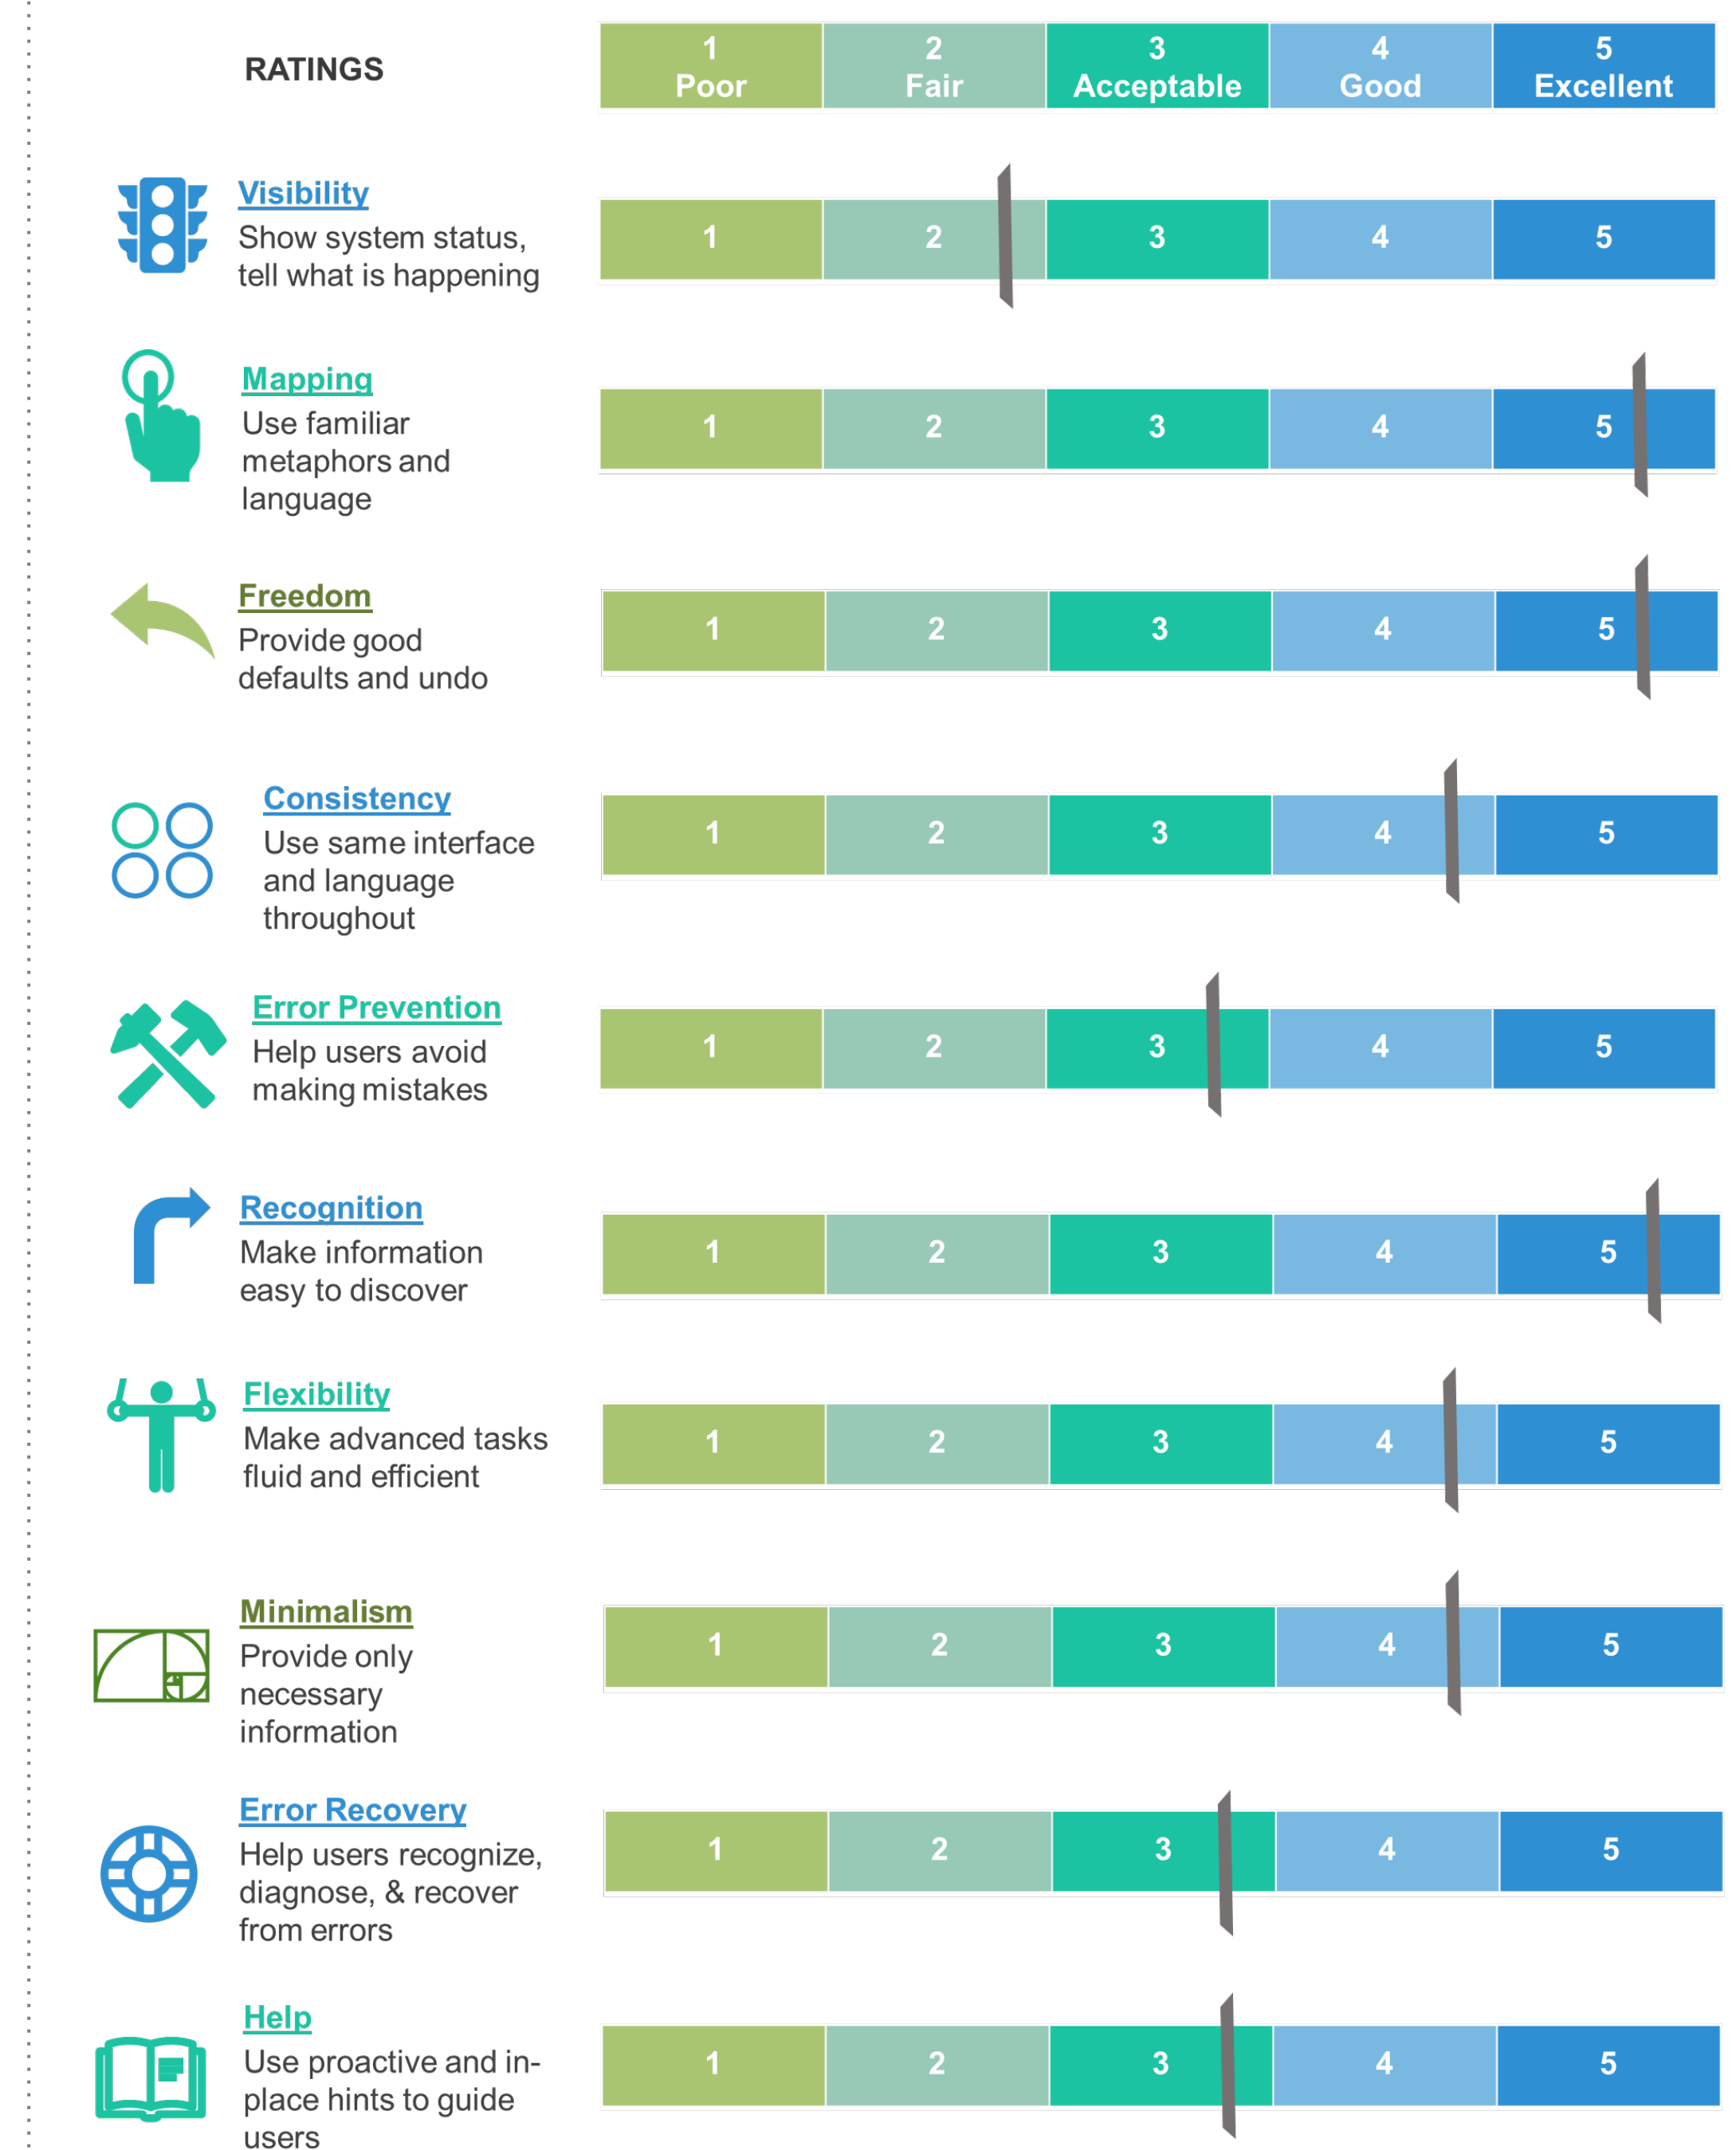 RATINGS
1 2 3 4 5
Poor Fair Acceptable Good Excellent
Visibility
Show system status,
tell what is happening
1 2 3 4 5
Mapping
Use familiar
metaphors and
language
1 2 3 4 5
Freedom
Provide good
defaults and undo
1 2 3 4 5
Consistency
Use same interface
and language
throughout
1 2 3 4 5
Error Prevention
Help users avoid
making mistakes
1 2 3 4 5
Recognition
Make information
easy to discover
1 2 3 4 5
Flexibility
Make advanced tasks
fluid and efficient
1 2 3 4 5
Minimalism
Provide only
necessary
information
1 2 3 4 5
Error Recovery
Help users recognize,
diagnose, & recover
from errors
1 2 3 4 5
Help
Use proactive and in-
place hints to guide
users
1 2 3 4 5